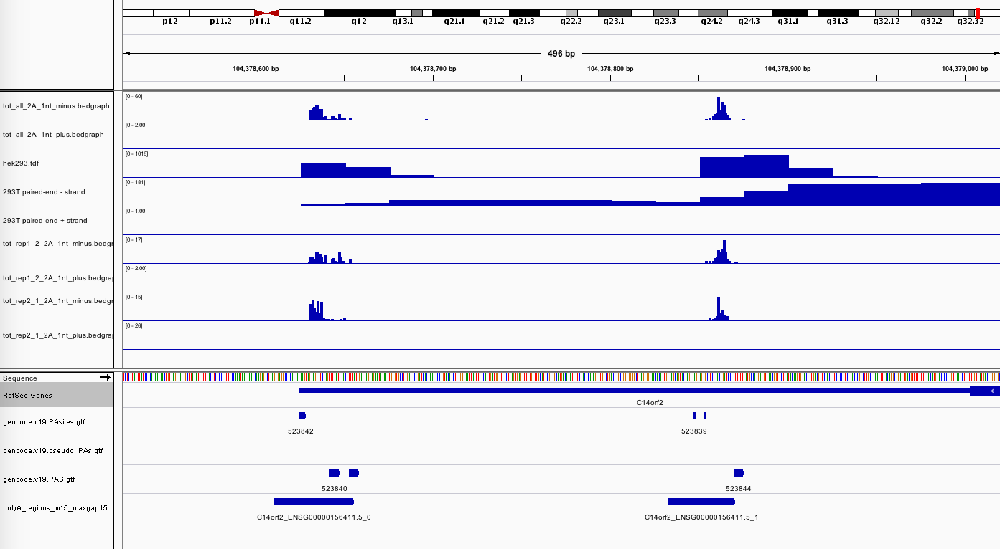 p12 p11.2 p11.1 q11.2 q12 q13.1 q21.1 q21.2 q21.3 q22.2 q23.1 q23.3 q24.2 q24.3 q31.1 q31.3 q32.12 q32.2 q32.32
496 bp
104,378,600 bp 104,378,700 bp 104,378,800 bp 104,378,900 bp 104,379,000 bp
[0 - 60]
tot_all_2A_1nt_minus.bedgraph
[0 - 2.00]
tot_all_2A_1nt_plus.bedgraph
[0 - 1016]
hek293.tdf
[0 - 181]
293T paired-end - strand
[0 - 1.00]
293T paired-end + strand
[0 - 17]
tot_rep1_2_2A_1nt_minus.bedgr
[0 - 2.00]
tot_rep1_2_2A_1nt_plus.bedgrap
[0 - 15]
tot_rep2_1_2A_1nt_minus.bedgr
[0 - 26]
tot_rep2_1_2A_1nt_plus.bedgrap
Sequence
RefSeq Genes
C14orf2
gencode.v19.PAsites.gtf
523842 523839
gencode.v19.pseudo_PAs.gtf
gencode.v19.PAS.gtf
523840 523844
polyA_regions_w15_maxgap15.b
C14orf2_ENSG00000156411.5_0 C14orf2_ENSG00000156411.5_1